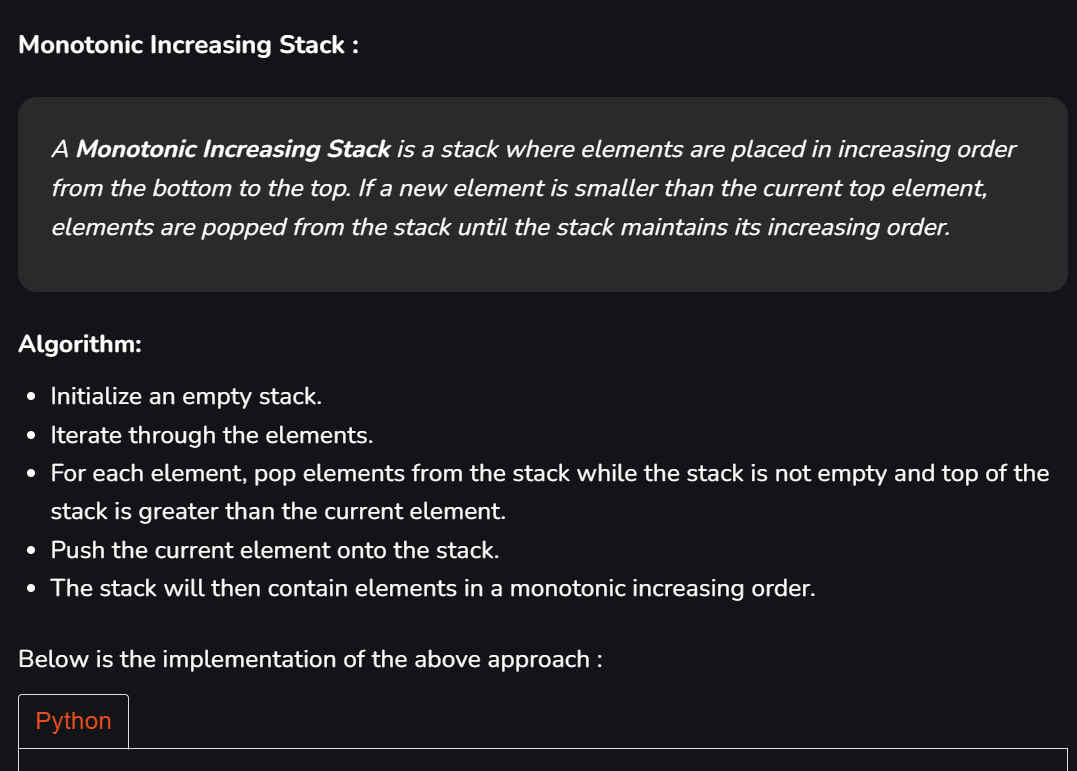 Monotonic Increasing Stack :
A Monotonic Increasing Stack is a stack where elements are placed in increasing order
from the bottom to the top. If a new element is smaller than the current top element,
elements are popped from the stack until the stack maintains its increasing order.
Algorithm:
• Initialize an empty stack.
• Iterate through the elements.
• For each element, pop elements from the stack while the stack is not empty and top of the
stack is greater than the current element.
• Push the current element onto the stack.
• The stack will then contain elements in a monotonic increasing order.
Below is the implementation of the above approach :
Python